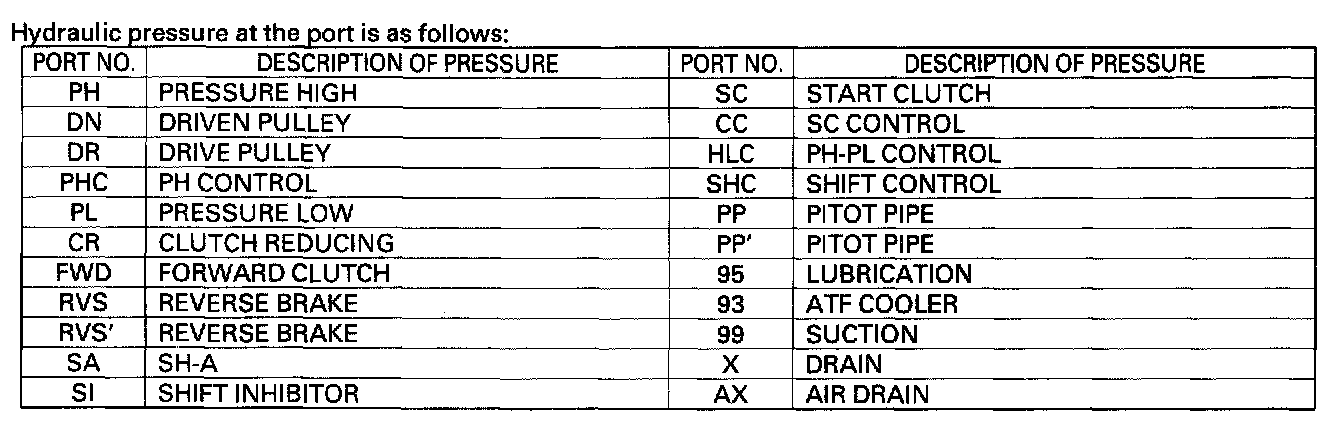 Hydraulic pressure at the port is as follows:
PORT NO. DESCRIPTION OF PRESSURE PORT NO. DESCRIPTION OF PRESSURE
PH PRESSURE HIGH SC START CLUTCH
DN DRIVEN PULLEY CC SC CONTROL
DR DRIVE PULLEY HLC PH-PL CONTROL
PHC PH CONTROL SHC SHIFT CONTROL
PL PRESSURE LOW PP PITOT PIPE
CR CLUTCH REDUCING PP' PITOT PIPE
FWD FORWARD CLUTCH 95 LUBRICATION
RVS REVERSE BRAKE 93 ATF COOLER
RVS' REVERSE BRAKE 99 SUCTION
SA SH-A X DRAIN
SI SHIFT INHIBITOR AX AIR DRAIN